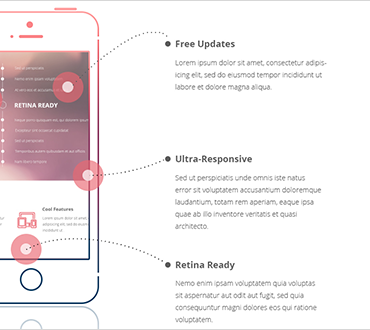 Free Updates
Lorem ipsum dolor sit amet, consectetur adipis-
icing elit, sed do eiusmod tempor incididunt ut
labore et dolore magna aliqua.
RETINA READY
Ultra-Responsive
Sed ut perspiciatis unde omnis iste natus
error sit voluptatem accusantium doloremque
laudantium, totam rem aperiam, eaque ipsa
quae ab illo inventore veritatis et quasi
architecto.
Cool Features
Retina Ready
Nemo enim ipsam voluptatem quia voluptas
sit aspernatur aut odit aut fugit, sed quia
consequuntur magni dolores eos qui ratione
voluptatem.